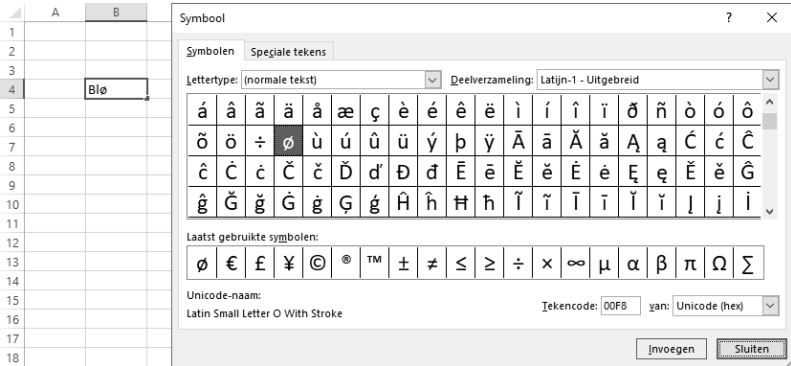 A B
Symbool ? ×
1
2
3
4 Blø
5
6
7
8
9
10
11
12
13
14
15
16
17
18
Symbolen Speciale tekens
Lettertype: (normale tekst) Deelverzameling: Latijn-1 - Uitgebreid
á â ã ä å æ ç è é ê ë ì í î ï ð ñ ò ó ô
õ ö ÷ ø ù ú û ü ý þ ÿ Ā ā Ă ă Ą ą Ć ć Ĉ
ĉ Ċ ċ Č č Ď ď Đ đ Ē ē Ĕ ĕ Ė ė Ę ę Ě ě Ĝ
ĝ Ğ ğ Ġ ġ Ģ ģ Ĥ ĥ Ħ ħ Ĩ ĩ Ī ī Ĭ ĭ Į į İ
Laatst gebruikte symbolen:
ø € £ ¥ © ® ™ ± ≠ ≤ ≥ ÷ × ∞ µ α β π Ω ∑
Unicode-naam:
Latin Small Letter O With Stroke
Tekencode: 00F8 van: Unicode (hex)
Invoegen Sluiten